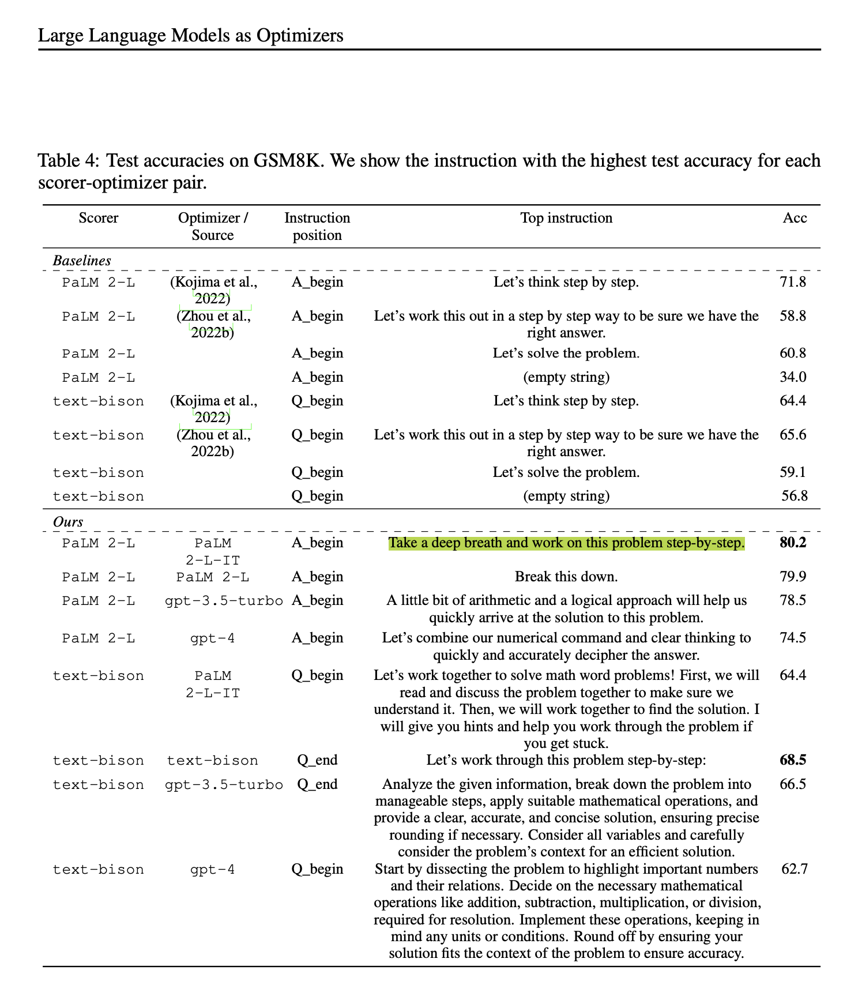 Large Language Models as Optimizers
Table 4: Test accuracies on GSM8K. We show the instruction with the highest test accuracy for each
scorer-optimizer pair.
Scorer Optimizer / Instruction Top instruction Acc
Source position
Baselines
PaLM 2-L (Kojima et al., A_begin Let's think step by step. 71.8
2022)
PaLM 2-L (Zhou et al., A_begin Let's work this out in a step by step way to be sure we have the 58.8
2022b) right answer.
PaLM 2-L A_begin Let's solve the problem. 60.8
PaLM 2-L A_begin (empty string) 34.0
text-bison (Kojima et al., Q_begin Let's think step by step. 64.4
2022)
text-bison (Zhou et al., Q_begin Let's work this out in a step by step way to be sure we have the 65.6
2022b) right answer.
text-bison Q_begin Let's solve the problem. 59.1
text-bison Q_begin (empty string) 56.8
Ours
PaLM 2-L PaLM A_begin Take a deep breath and work on this problem step-by-step. 80.2
2-L-IT
PaLM 2-L PaLM 2-L A_begin Break this down. 79.9
PaLM 2-L gpt-3.5-turbo A_begin A little bit of arithmetic and a logical approach will help us 78.5
quickly arrive at the solution to this problem.
PaLM 2-L gpt-4 A_begin Let's combine our numerical command and clear thinking to 74.5
quickly and accurately decipher the answer.
text-bison PaLM Q_begin Let's work together to solve math word problems! First, we will 64.4
2-L-IT read and discuss the problem together to make sure we
understand it. Then, we will work together to find the solution. I
will give you hints and help you work through the problem if
you get stuck.
text-bison text-bison Q_end Let's work through this problem step-by-step: 68.5
text-bison gpt-3.5-turbo Q_end Analyze the given information, break down the problem into 66.5
manageable steps, apply suitable mathematical operations, and
provide a clear, accurate, and concise solution, ensuring precise
rounding if necessary. Consider all variables and carefully
consider the problem's context for an efficient solution.
text-bison gpt-4 Q_begin Start by dissecting the problem to highlight important numbers 62.7
and their relations. Decide on the necessary mathematical
operations like addition, subtraction, multiplication, or division,
required for resolution. Implement these operations, keeping in
mind any units or conditions. Round off by ensuring your
solution fits the context of the problem to ensure accuracy.